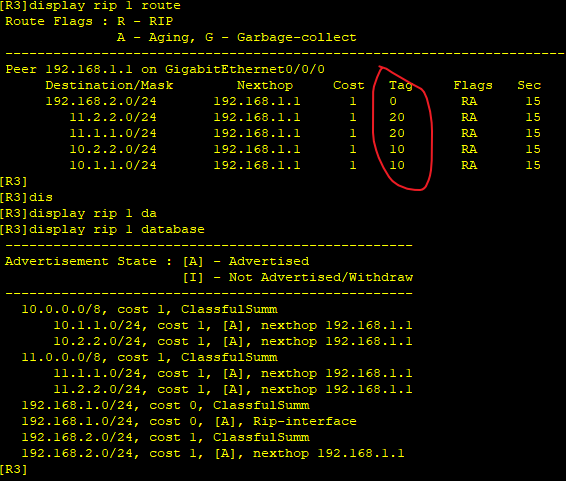 [R3]display rip 1 route
Route Flags : R - RIP
A - Aging, G - Garbage-collect
----------------------------------------------------------------------
Peer 192.168.1.1 on GigabitEthernet0/0/0
Destination/Mask Nexthop Cost Tag Flags Sec
192.168.2.0/24 192.168.1.1 1 0 RA 15
11.2.2.0/24 192.168.1.1 1 20 RA 15
11.1.1.0/24 192.168.1.1 1 20 RA 15
10.2.2.0/24 192.168.1.1 1 10 RA 15
10.1.1.0/24 192.168.1.1 1 10 RA 15
[R3]
[R3]dis
[R3]display rip 1 da
[R3]display rip 1 database
---------------------------------------------------
Advertisement State : [A] - Advertised
[I] - Not Advertised/Withdraw
---------------------------------------------------
10.0.0.0/8, cost 1, ClassfulSumm
10.1.1.0/24, cost 1, [A], nexthop 192.168.1.1
10.2.2.0/24, cost 1, [A], nexthop 192.168.1.1
11.0.0.0/8, cost 1, ClassfulSumm
11.1.1.0/24, cost 1, [A], nexthop 192.168.1.1
11.2.2.0/24, cost 1, [A], nexthop 192.168.1.1
192.168.1.0/24, cost 0, ClassfulSumm
192.168.1.0/24, cost 0, [A], Rip-interface
192.168.2.0/24, cost 1, ClassfulSumm
192.168.2.0/24, cost 1, [A], nexthop 192.168.1.1
[R3]